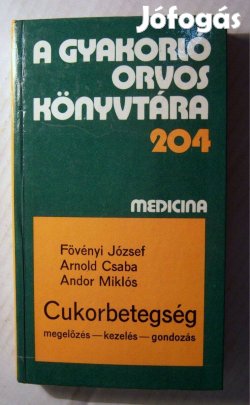 Jófogás
A GYAKORLÓ
ORVOS
KÖNYVTÁRA
204
MEDICINA
Fövényi József
Arnold Csaba
Andor Miklós
Cukorbetegség
megelőzés — kezelés — gondozás